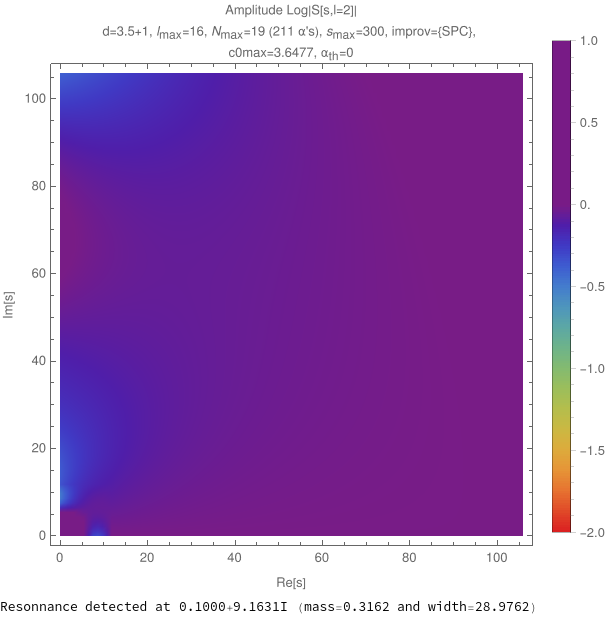 Amplitude Log|S[s,l=2]|
d=3.5+1, lmax=16, Nmax=19 (211 α's), smax=300, improv={SPC},
c0max=3.6477, αth=0
1.0
0.5
0.
−0.5
−1.0
−1.5
−2.0
100
80
60
40
20
0
Im[s]
0 20 40 60 80 100
Re[s]
Resonnance detected at 0.1000+9.1631I (mass=0.3162 and width=28.9762)